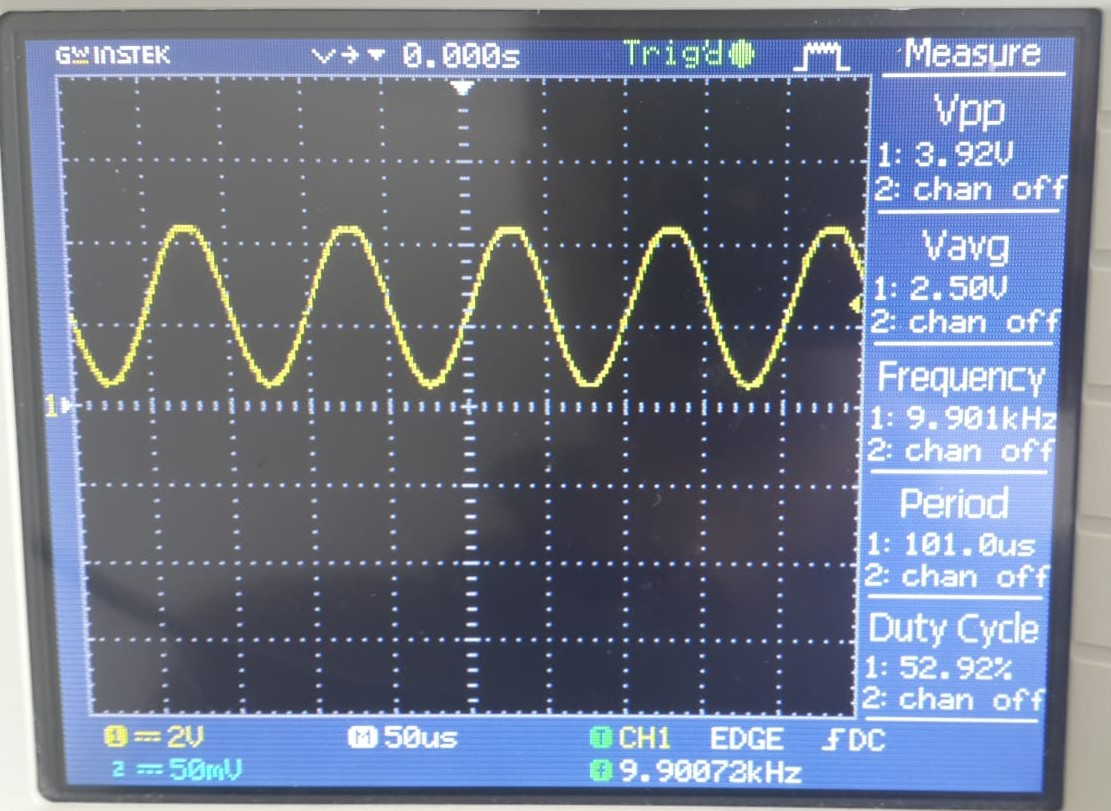 GW INSTEK 0.000s Trig'd Measure
Vpp
1: 3.92V
2: chan off
Vavg
1: 2.50V
2: chan off
Frequency
1: 9.901kHz
2: chan off
Period
1: 101.0us
2: chan off
Duty Cycle
1: 52.92%
2: chan off
1
1 2V M 50us T CH1 EDGE DC
2 50mV f 9.90073kHz